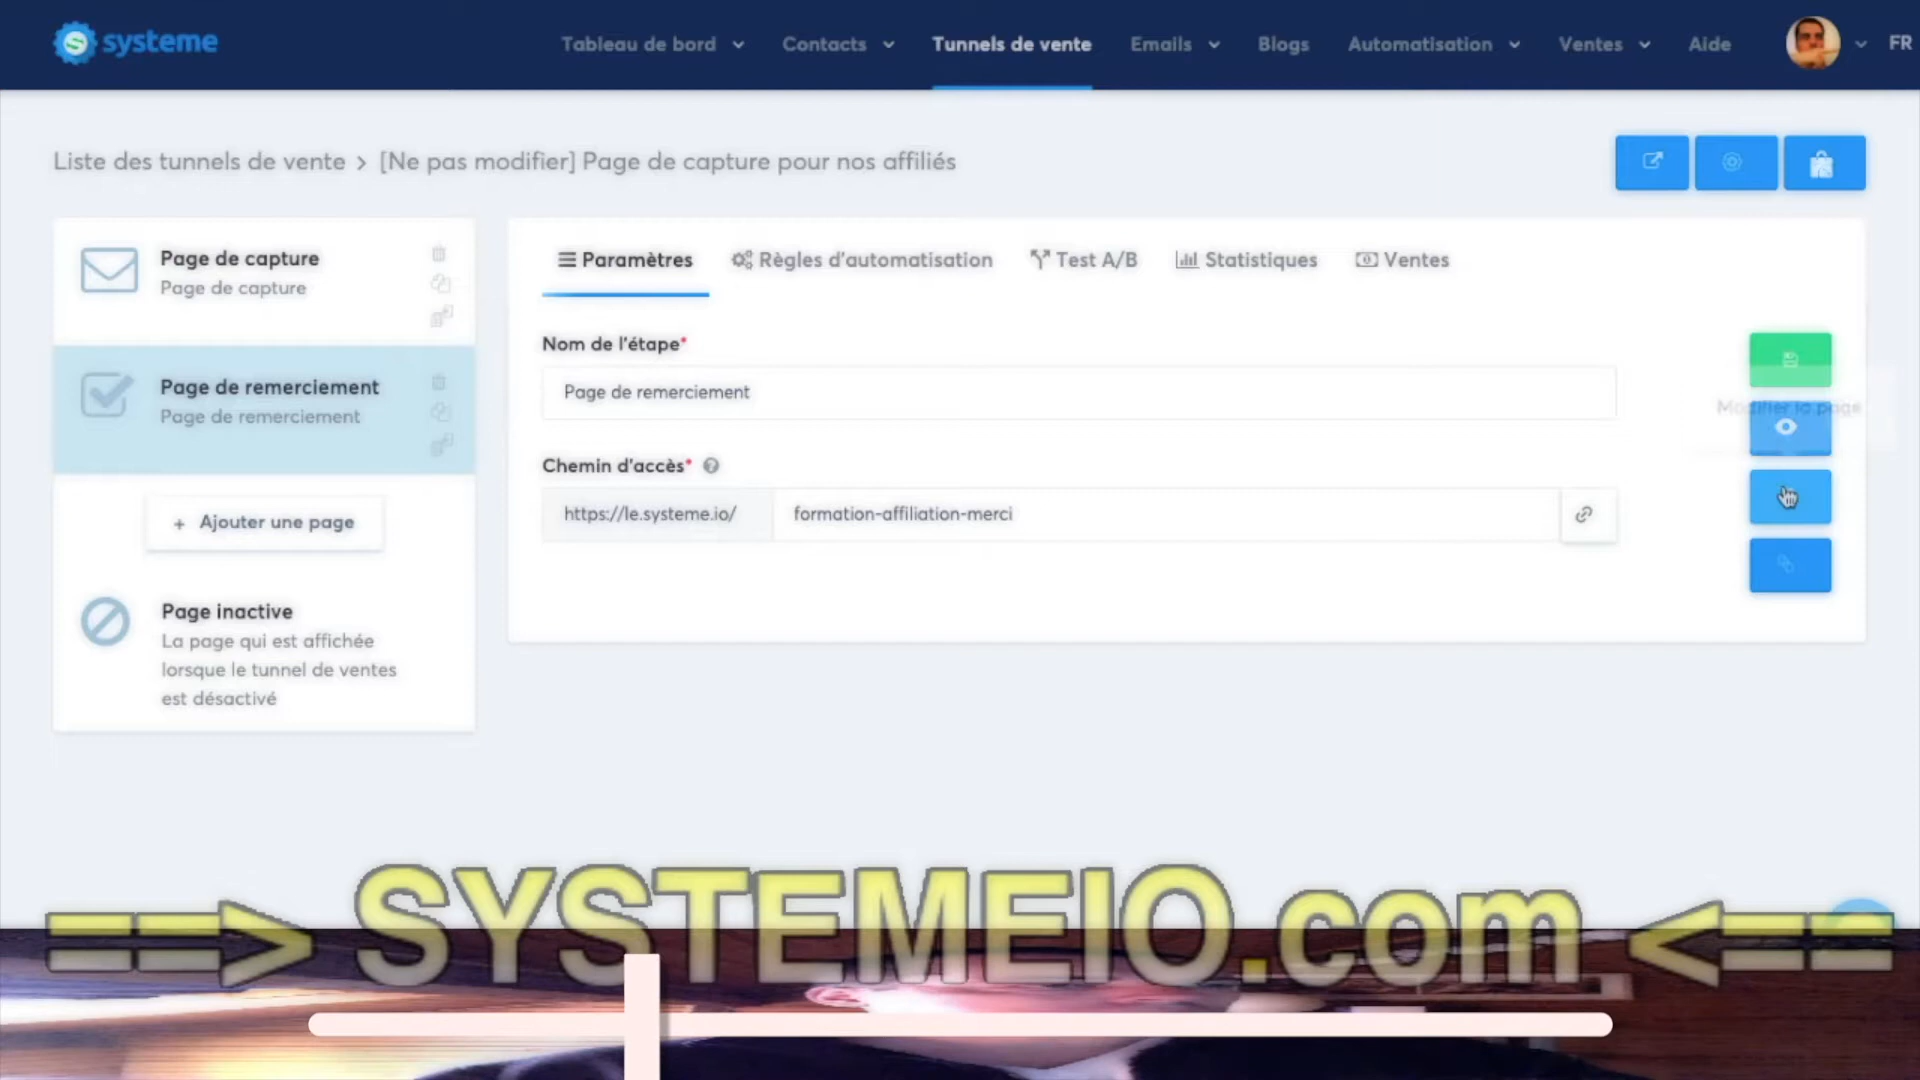 systeme
Tableau de bord
Contacts
Tunnels de vente
Emails
Blogs
Automatisation
Ventes
Aide
FR
Liste des tunnels de vente > [Ne pas modifier] Page de capture pour nos affiliés
Page de capture
Page de capture
Page de remerciement
Page de remerciement
+ Ajouter une page
Page inactive
La page qui est affichée
lorsque le tunnel de ventes
est désactivé
Paramètres
Règles d'automatisation
Test A/B
Statistiques
Ventes
Nom de l'étape*
Page de remerciement
Chemin d'accès*
https://le.systeme.io/
formation-affiliation-merci
Modifier la page
==> SYSTEMEIO.com <==